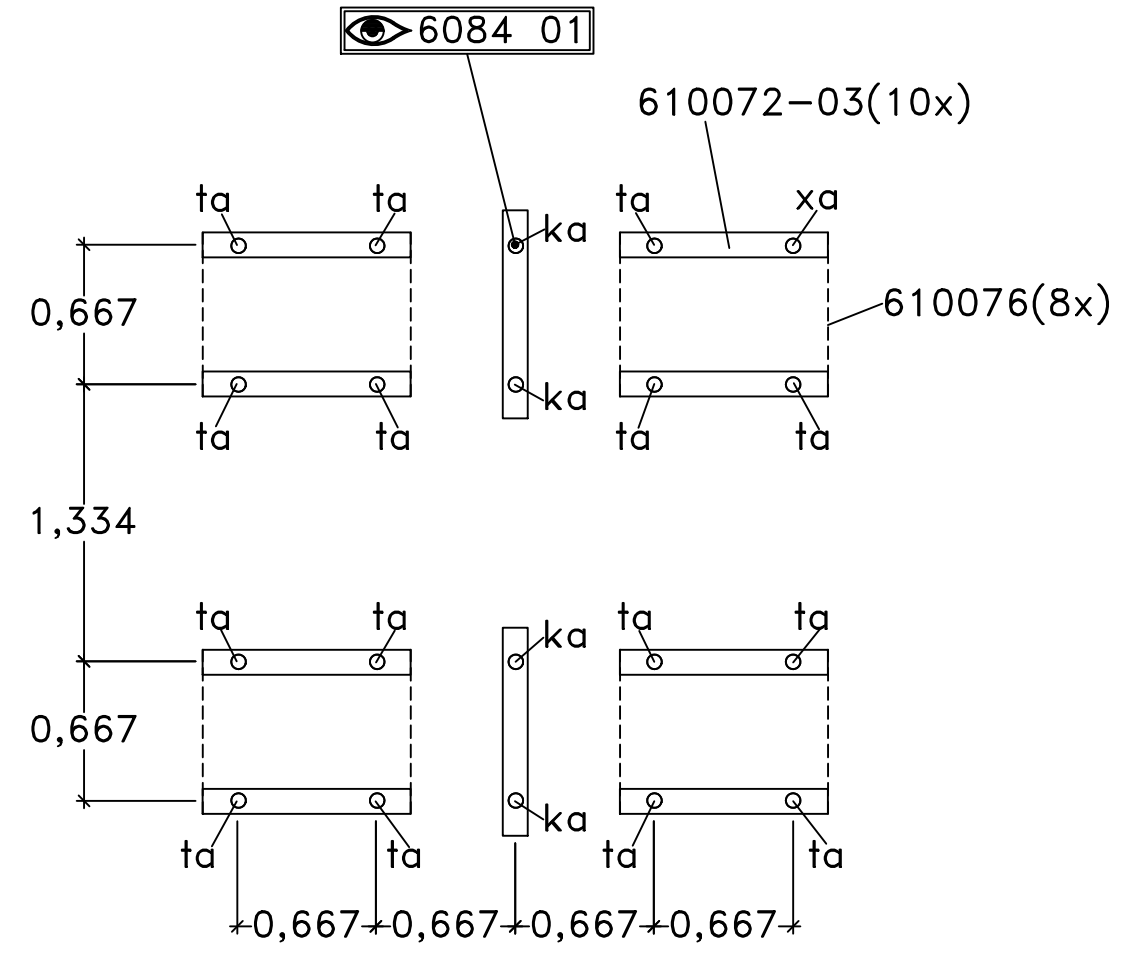 6084 01
610072-03(10x)
ta ta ta xa
ka
0,667
610076(8x)
ka
ta ta ta ta
1,334
ta ta ta ta
ka
0,667
ka
ta ta ta ta
0,667 0,667 0,667 0,667